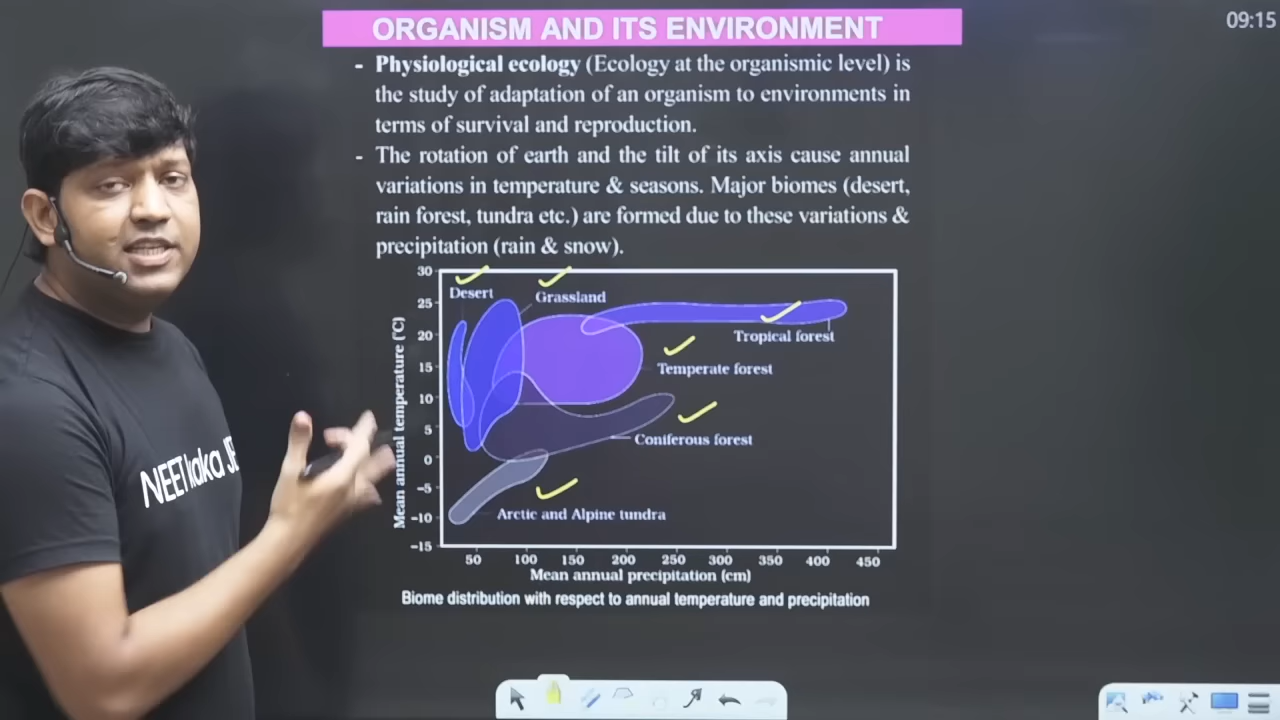 ORGANISM AND ITS ENVIRONMENT
09:15
- Physiological ecology (Ecology at the organismic level) is
the study of adaptation of an organism to environments in
terms of survival and reproduction.
- The rotation of earth and the tilt of its axis cause annual
variations in temperature & seasons. Major biomes (desert,
rain forest, tundra etc.) are formed due to these variations &
precipitation (rain & snow).
30
Desert
Grassland
25
20
Tropical forest
15
Temperate forest
10
5
Coniferous forest
0
-5
Arctic and Alpine tundra
-10
-15
Mean annual temperature (°C)
50 100 150 200 250 300 350 400 450
Mean annual precipitation (cm)
Biome distribution with respect to annual temperature and precipitation
NEET kaka JE